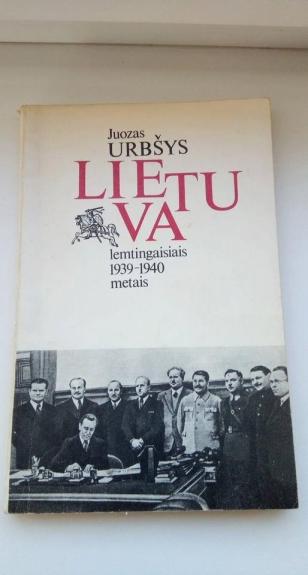 Juozas
URBŠYS
LIETU
VA
lemtingaisiais
1939-1940
metais